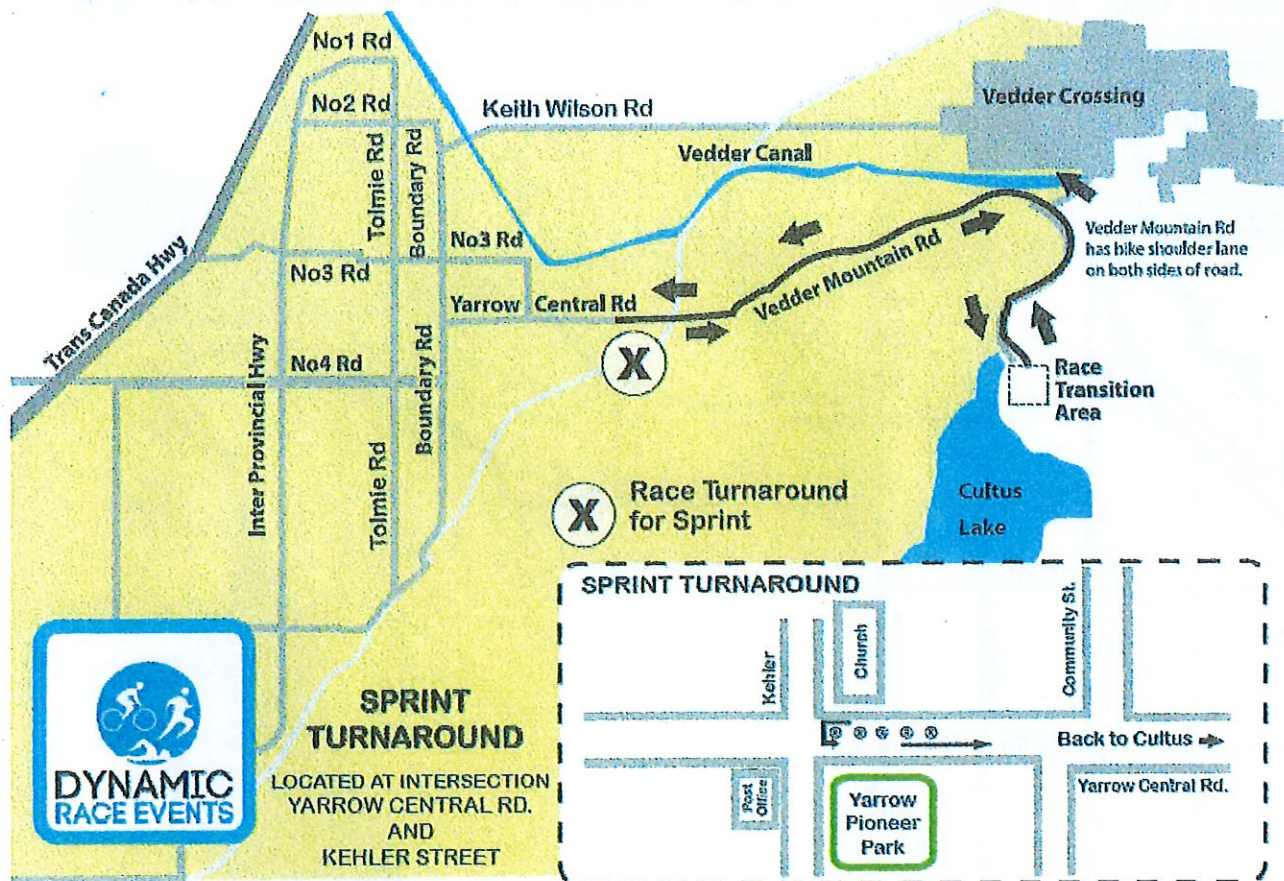 No1 Rd
No2 Rd
Keith Wilson Rd
Vedder Crossing
Tolmie Rd
Boundary Rd
Vedder Canal
No3 Rd
No3 Rd
Vedder Mountain Rd
has bike shoulder lane
on both sides of road.
Trans Canada Hwy
Yarrow Central Rd
Vedder Mountain Rd
X
No4 Rd
Race
Transition
Area
Inter Provincial Hwy
Tolmie Rd
Boundary Rd
X
Race Turnaround
for Sprint
Cultus
Lake
SPRINT TURNAROUND
Kehler
Church
Community St.
Back to Cultus
Post
Office
Yarrow
Pioneer
Park
Yarrow Central Rd.
SPRINT
TURNAROUND
LOCATED AT INTERSECTION
YARROW CENTRAL RD.
AND
KEHLER STREET
DYNAMIC
RACE EVENTS